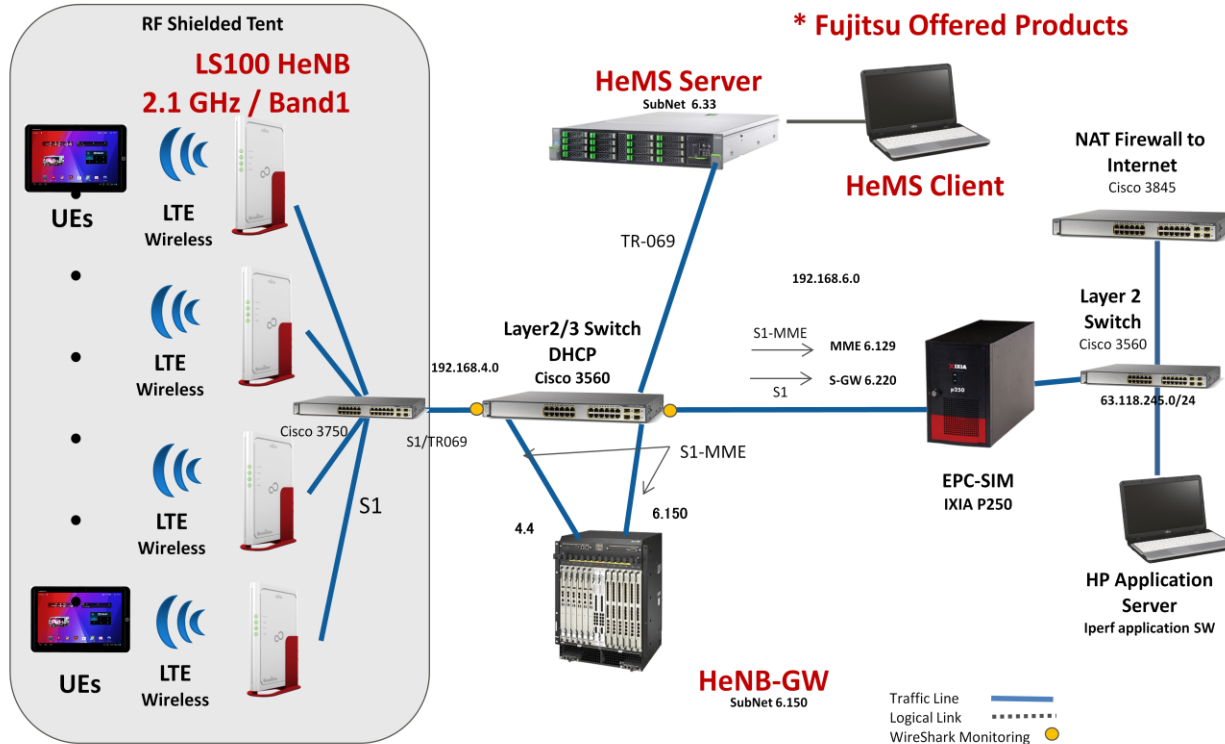 RF Shielded Tent
* Fujitsu Offered Products
LS100 HeNB
2.1 GHz / Band1
HeMS Server
SubNet 6.33
HeMS Client
NAT Firewall to
Internet
Cisco 3845
UEs
LTE
Wireless
TR-069
192.168.6.0
Layer 2
Switch
Cisco 3560
LTE
Wireless
Layer2/3 Switch
DHCP
Cisco 3560
192.168.4.0
S1-MME
MME 6.129
S-GW 6.220
S1
IXIA
p250
63.118.245.0/24
Cisco 3750
S1/TR069
S1-MME
LTE
Wireless
S1
EPC-SIM
IXIA P250
4.4
6.150
HP Application
Server
Iperf application SW
UEs
LTE
Wireless
HeNB-GW
SubNet 6.150
Traffic Line
Logical Link
WireShark Monitoring